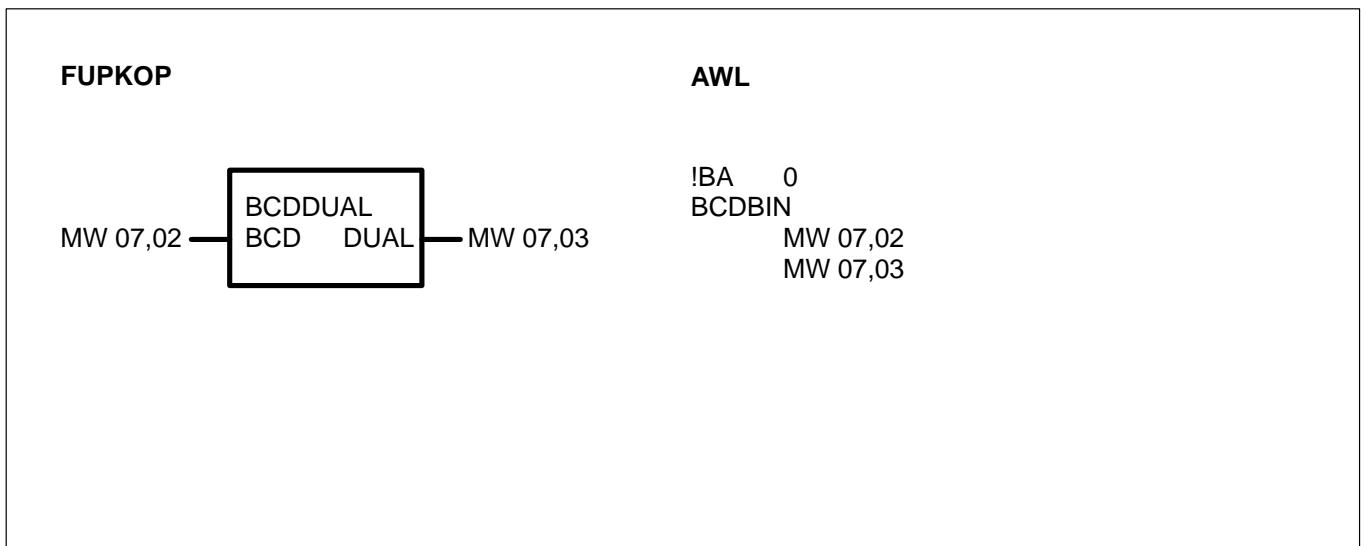 FUPKOP
BCDDUAL
MW 07,02 BCD DUAL MW 07,03
AWL
!BA 0
BCDBIN
MW 07,02
MW 07,03